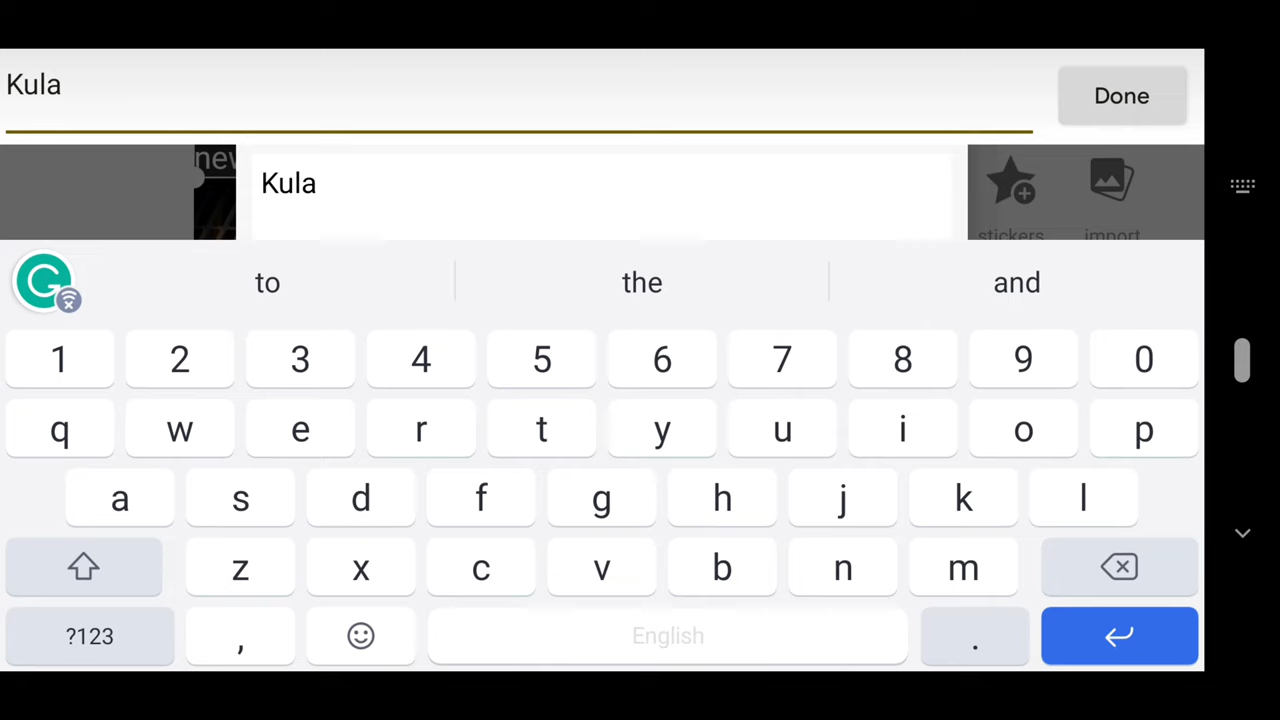 Kula
Done
new
Kula
stickers import
to the and
1 2 3 4 5 6 7 8 9 0
q w e r t y u i o p
a s d f g h j k l
z x c v b n m
?123 , English .